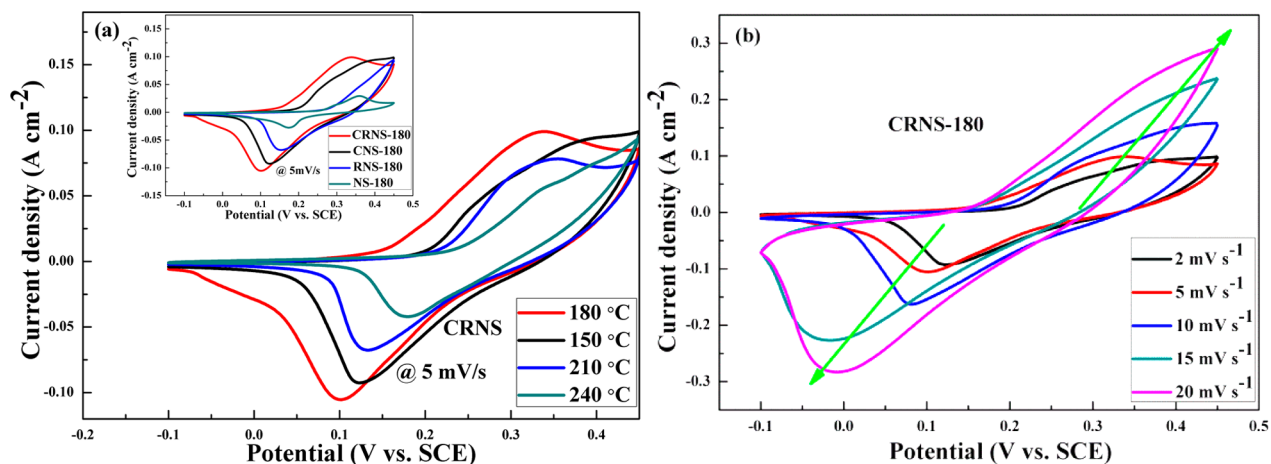 (a)
Current density (A cm⁻²)
0.15
0.10
0.05
0.00
-0.05
-0.10
-0.2
-0.1
0.0
0.1
0.2
0.3
0.4
Potential (V vs. SCE)
CRNS
@ 5 mV/s
180 °C
150 °C
210 °C
240 °C
Current density (A cm⁻²)
0.15
0.10
0.05
0.00
-0.05
-0.10
-0.15
-0.1
0.0
0.1
0.2
0.3
0.4
0.5
Potential (V vs. SCE)
@ 5mV/s
CRNS-180
CNS-180
RNS-180
NS-180
(b)
CRNS-180
Current density (A cm⁻²)
0.3
0.2
0.1
0.0
-0.1
-0.2
-0.3
-0.1
0.0
0.1
0.2
0.3
0.4
0.5
Potential (V vs. SCE)
2 mV s⁻¹
5 mV s⁻¹
10 mV s⁻¹
15 mV s⁻¹
20 mV s⁻¹